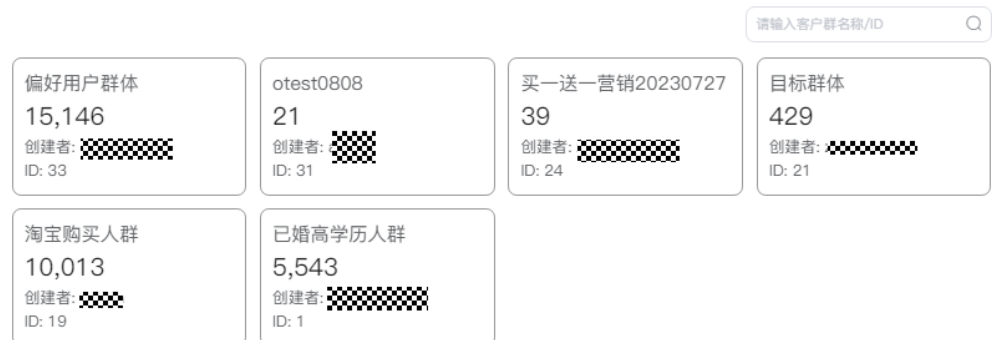 请输入客户群名称/ID
偏好用户群体
15,146
创建者:
ID: 33
otest0808
21
创建者:
ID: 31
买一送一营销20230727
39
创建者:
ID: 24
目标群体
429
创建者:
ID: 21
淘宝购买人群
10,013
创建者:
ID: 19
已婚高学历人群
5,543
创建者:
ID: 1